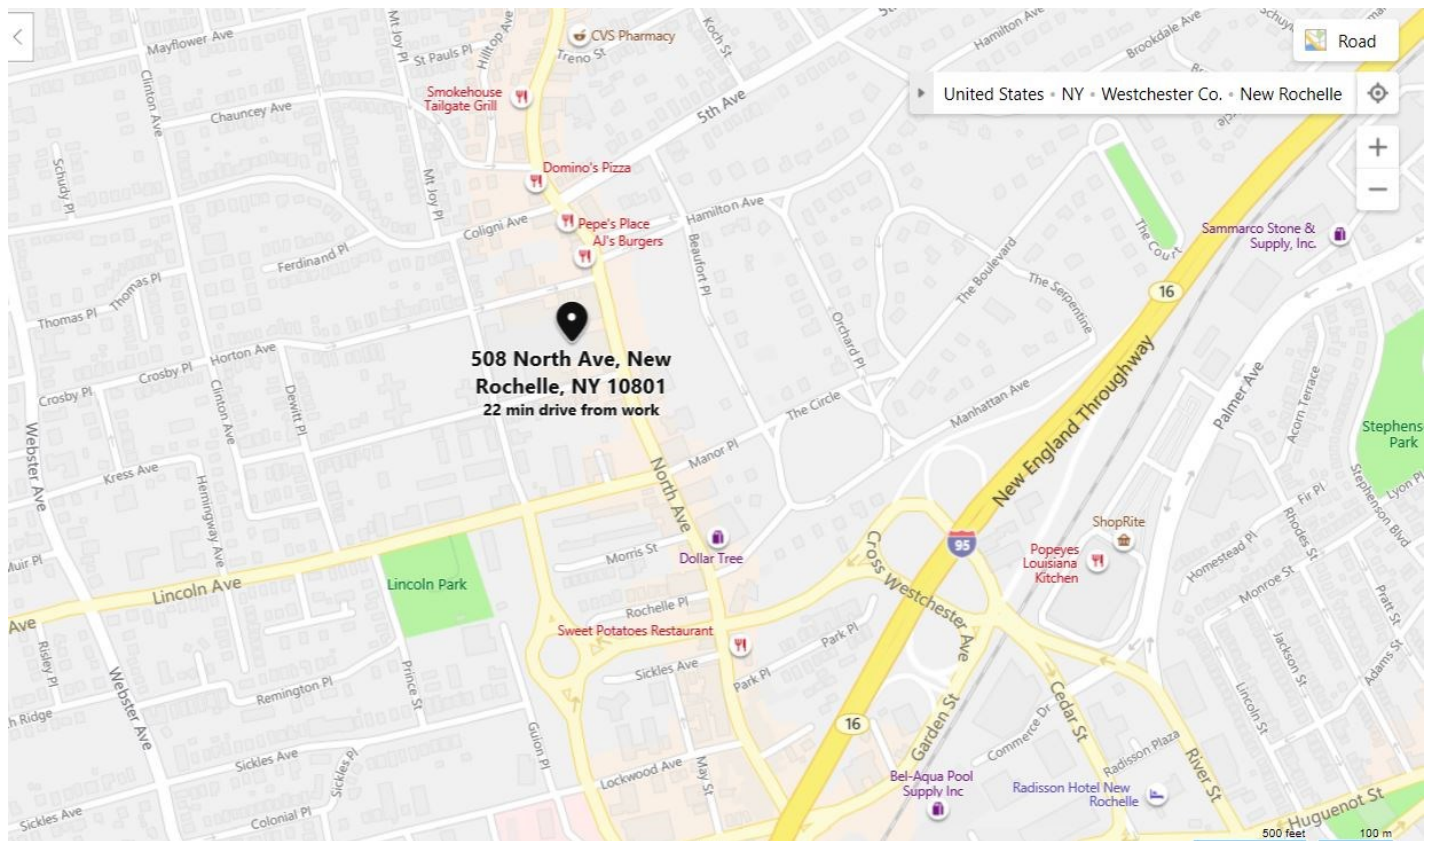 Mayflower Ave
Mt Joy Pl
St Pauls Pl
Hilltop Ave
CVS Pharmacy
Treno St
Koch St
Hamilton Ave
Brookdale Ave
Road
Clinton Ave
Chauncey Ave
Smokehouse
Tailgate Grill
5th Ave
United States • NY • Westchester Co. • New Rochelle
Schudy Pl
Mt Joy Pl
Domino's Pizza
Coligni Ave
Pepe's Place
AJ's Burgers
Hamilton Ave
Beaufort Pl
The Court
Sammarco Stone &
Supply, Inc.
Ferdinand Pl
Thomas Pl
Thomas Pl
The Boulevard
The Serpentine
16
Orchard Pl
508 North Ave, New
Rochelle, NY 10801
22 min drive from work
Horton Ave
Crosby Pl
Crosby Pl
Clinton Ave
Dewitt Pl
The Circle
Manhattan Ave
New England Throughway
Palmer Ave
Acorn Terrace
Stephens
Park
Webster Ave
Kress Ave
Hemingway Ave
Manor Pl
North Ave
Stephenson Blvd
Lyon Pl
Fir Pl
Rhodes St
ShopRite
Popeyes
Louisiana
Kitchen
95
Cross Westchester Ave
Dollar Tree
Morris St
Muir Pl
Lincoln Ave
Lincoln Park
Homestead Pl
Monroe St
Pratt St
Rochelle Pl
Sweet Potatoes Restaurant
Park Pl
Ave
Risley Pl
Sickles Ave
Park Pl
Jackson St
Adams St
Remington Pl
Prince St
h Ridge
Webster Ave
Guion Pl
16
Garden St
Cedar St
Commerce Dr
Lincoln St
Radisson Plaza
River St
Sickles Ave
Sickles Pl
Lockwood Ave
May St
Bel-Aqua Pool
Supply Inc
Radisson Hotel New
Rochelle
Sickles Ave
Colonial Pl
Huguenot St
500 feet
100 m